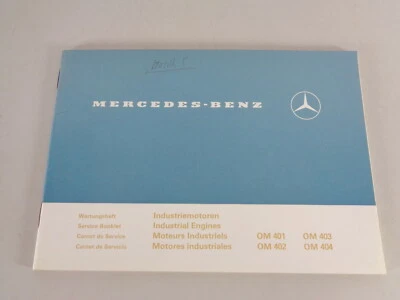 MERCEDES-BENZ
Wartungsheft Industriemotoren
Service Booklet Industrial Engines
Carnet de Service Moteurs Industriels OM 401 OM 403
Carnet de Servicio Motores Industriales OM 402 OM 404